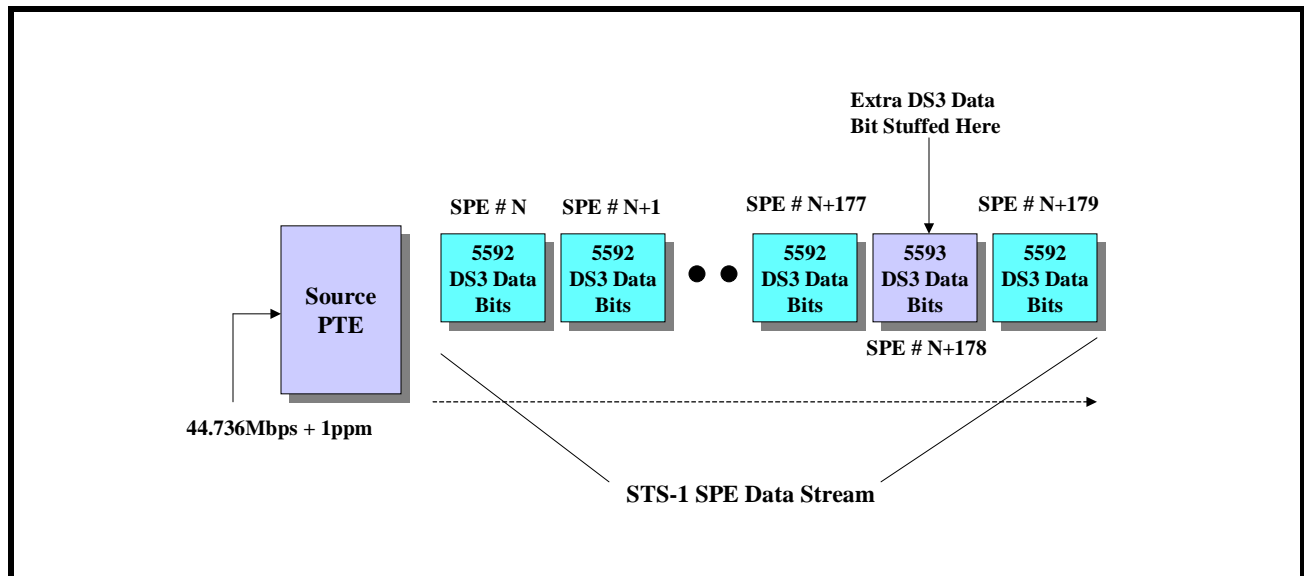 Extra DS3 Data
Bit Stuffed Here
SPE # N
SPE # N+1
SPE # N+177
SPE # N+179
Source
PTE
5592
DS3 Data
Bits
5592
DS3 Data
Bits
5592
DS3 Data
Bits
5593
DS3 Data
Bits
5592
DS3 Data
Bits
SPE # N+178
44.736Mbps + 1ppm
STS-1 SPE Data Stream